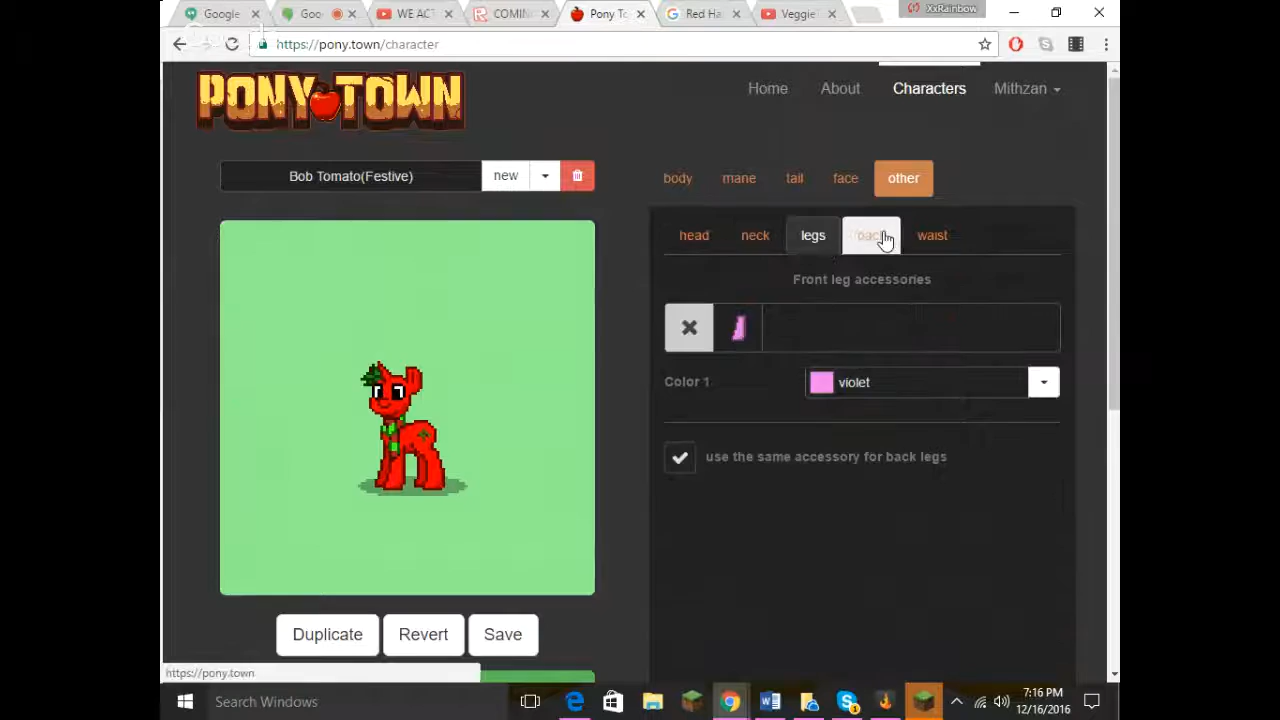 Google
Goo
WE ACT
COMING
Pony To
Red Ha
Veggie
XxRainbow
https://pony.town/character
PONY TOWN
Home
About
Characters
Mithzan
Bob Tomato(Festive)
new
body
mane
tail
face
other
head
neck
legs
waist
Front leg accessories
Color 1
violet
use the same accessory for back legs
Duplicate
Revert
Save
https://pony.town
Search Windows
7:16 PM
12/16/2016